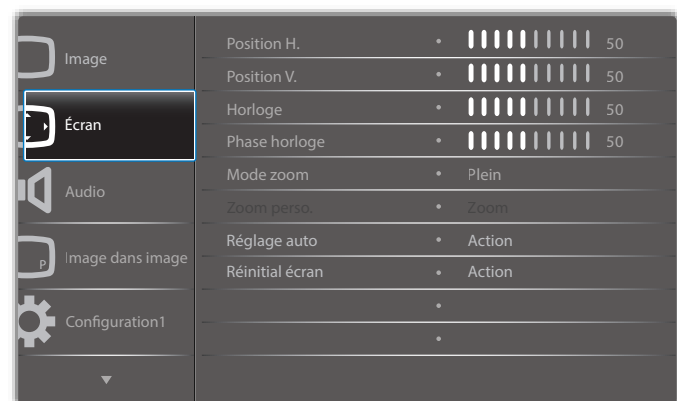 Image
Écran
Audio
P
Image dans image
Configuration1
Position H. • 50
Position V. • 50
Horloge • 50
Phase horloge • 50
Mode zoom • Plein
Zoom perso. • Zoom
Réglage auto • Action
Réinitial écran • Action
•
•